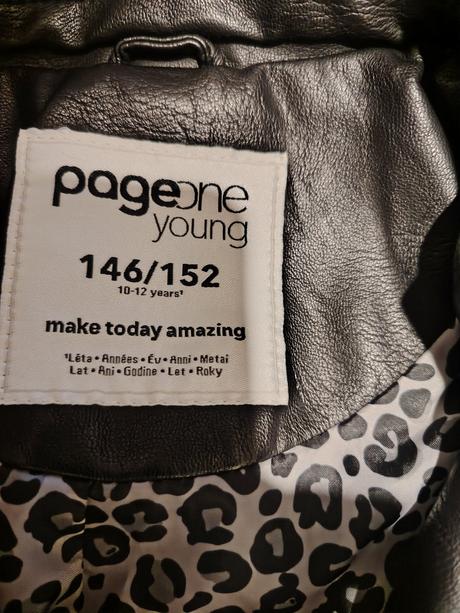 pageone
young
146/152
10-12 years¹
make today amazing
¹Léta • Années • Év • Anni • Metai
Lat • Ani • Godine • Let • Roky